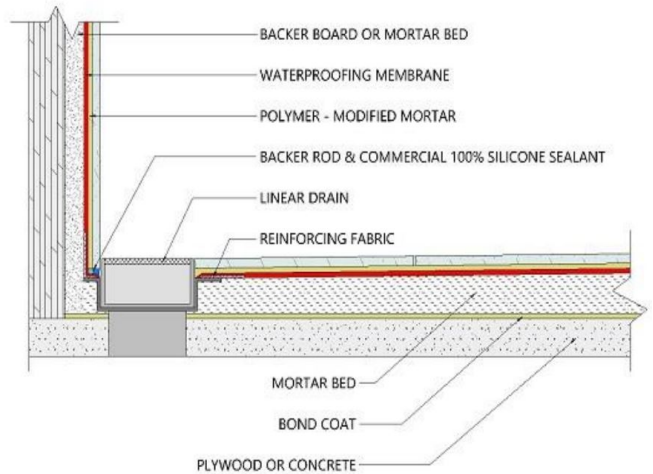 BACKER BOARD OR MORTAR BED
WATERPROOFING MEMBRANE
POLYMER - MODIFIED MORTAR
BACKER ROD & COMMERCIAL 100% SILICONE SEALANT
LINEAR DRAIN
REINFORCING FABRIC
MORTAR BED
BOND COAT
PLYWOOD OR CONCRETE